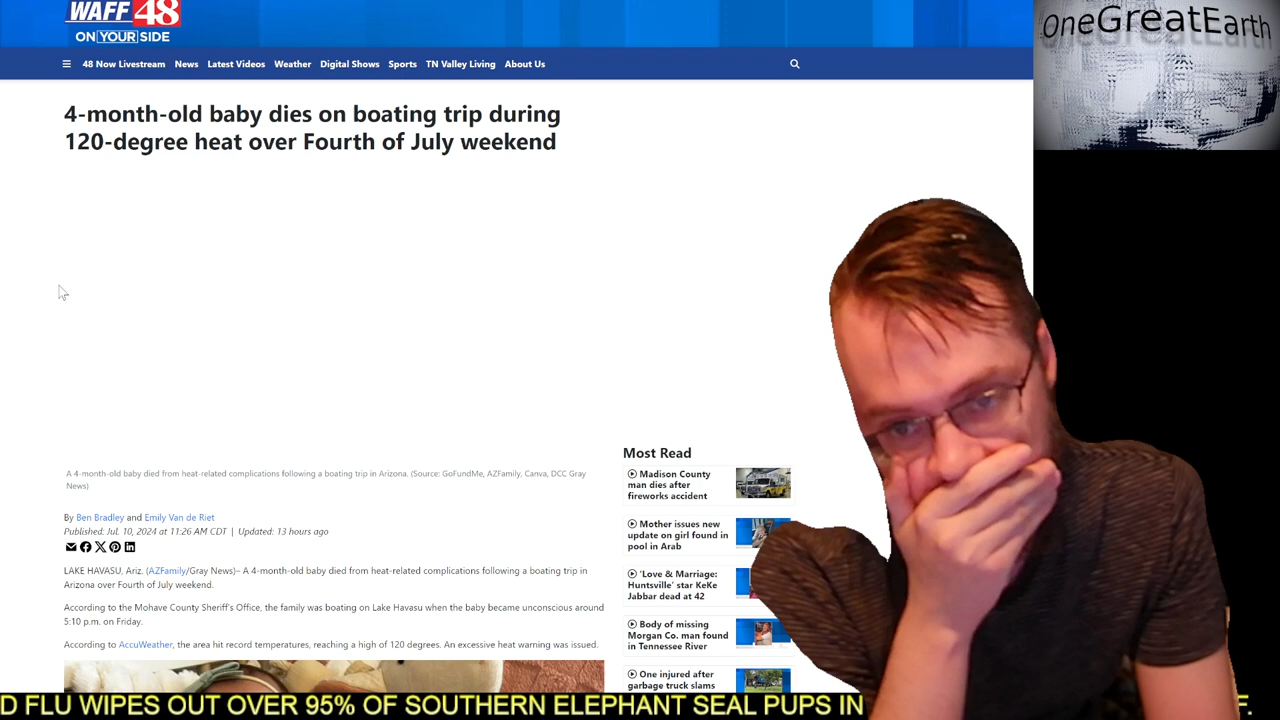 WAFF 48
ON YOUR SIDE
OneGreatEarth
48 Now Livestream News Latest Videos Weather Digital Shows Sports TN Valley Living About Us
4-month-old baby dies on boating trip during
120-degree heat over Fourth of July weekend
A 4-month-old baby died from heat-related complications following a boating trip in Arizona. (Source: GoFundMe, AZFamily, Canva, DCC Gray
News)
By Ben Bradley and Emily Van de Riet
Published: Jul. 10, 2024 at 11:26 AM CDT | Updated: 13 hours ago
LAKE HAVASU, Ariz. (AZFamily/Gray News)– A 4-month-old baby died from heat-related complications following a boating trip in
Arizona over Fourth of July weekend.
According to the Mohave County Sheriff's Office, the family was boating on Lake Havasu when the baby became unconscious around
5:10 p.m. on Friday.
According to AccuWeather, the area hit record temperatures, reaching a high of 120 degrees. An excessive heat warning was issued.
Most Read
Madison County
man dies after
fireworks accident
Mother issues new
update on girl found in
pool in Arab
'Love & Marriage:
Huntsville' star KeKe
Jabbar dead at 42
Body of missing
Morgan Co. man found
in Tennessee River
One injured after
garbage truck slams
D FLU WIPES OUT OVER 95% OF SOUTHERN ELEPHANT SEAL PUPS IN F.